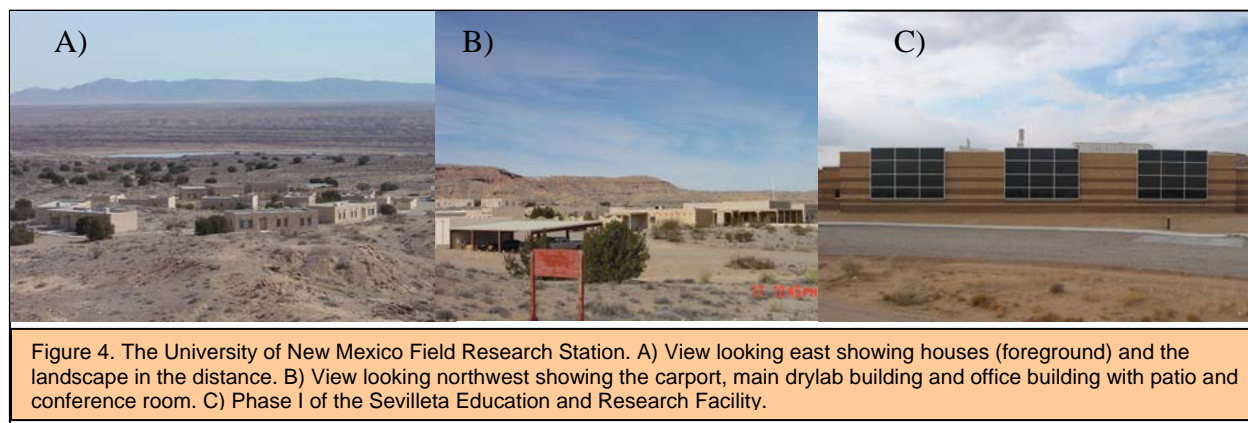 A)
B)
C)
Figure 4. The University of New Mexico Field Research Station. A) View looking east showing houses (foreground) and the
landscape in the distance. B) View looking northwest showing the carport, main drylab building and office building with patio and
conference room. C) Phase I of the Sevilleta Education and Research Facility.